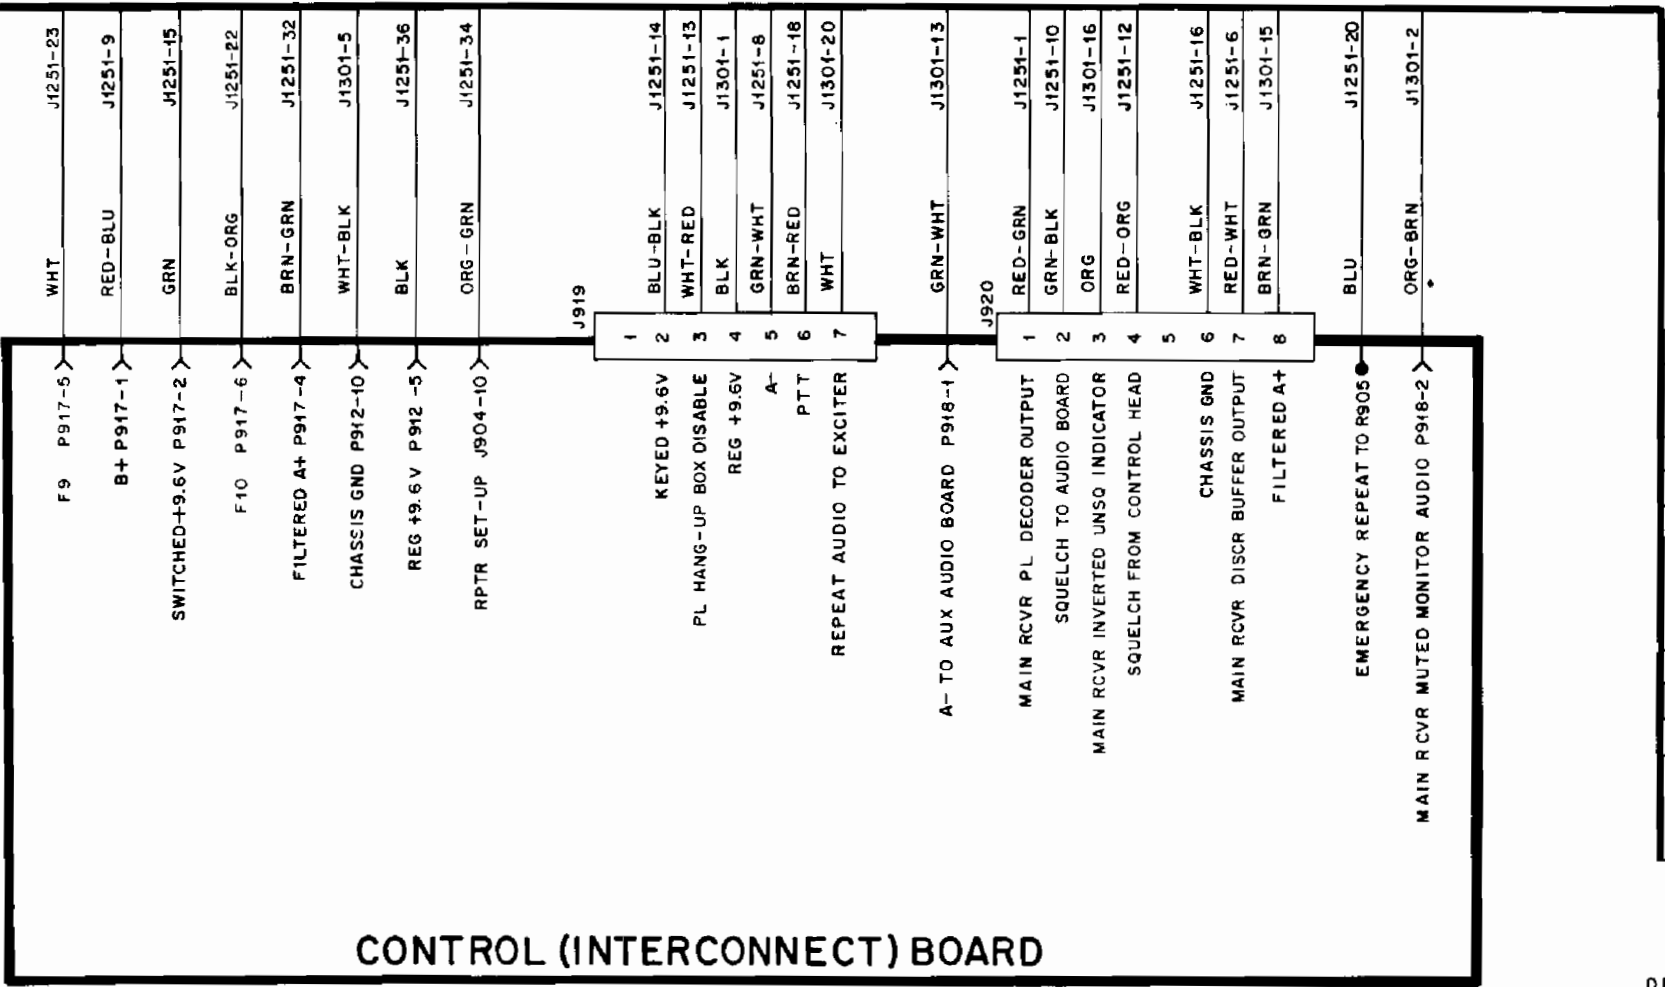 J1251-23
J1251-9
J1251-15
J1251-22
J1251-32
J1301-5
J1251-36
J1251-34
J1251-14
J1251-13
J1301-1
J1251-8
J1251-18
J1301-20
J1301-13
J1251-1
J1251-10
J1301-16
J1251-12
J1251-16
J1251-6
J1301-15
J1251-20
J1301-2
WHT
RED-BLU
GRN
BLK-ORG
BRN-GRN
WHT-BLK
BLK
ORG-GRN
BLU-BLK
WHT-RED
BLK
GRN-WHT
BRN-RED
WHT
GRN-WHT
RED-GRN
GRN-BLK
ORG
RED-ORG
WHT-BLK
RED-WHT
BRN-GRN
BLU
ORG-BRN
J919
1 2 3 4 5 6 7
J920
1 2 3 4 5 6 7 8
F9 P917-5
B+ P917-1
SWITCHED+9.6V P917-2
F10 P917-6
FILTERED A+ P917-4
CHASSIS GND P912-10
REG +9.6V P912-5
RPTR SET-UP J904-10
KEYED +9.6V
PL HANG-UP BOX DISABLE
REG +9.6V
A-
PTT
REPEAT AUDIO TO EXCITER
A- TO AUX AUDIO BOARD P918-1
MAIN RCVR PL DECODER OUTPUT
SQUELCH TO AUDIO BOARD
MAIN RCVR INVERTED UNSQ INDICATOR
SQUELCH FROM CONTROL HEAD
CHASSIS GND
MAIN RCVR DISCR BUFFER OUTPUT
FILTERED A+
EMERGENCY REPEAT TO R905
MAIN RCVR MUTED MONITOR AUDIO P918-2
CONTROL (INTERCONNECT) BOARD